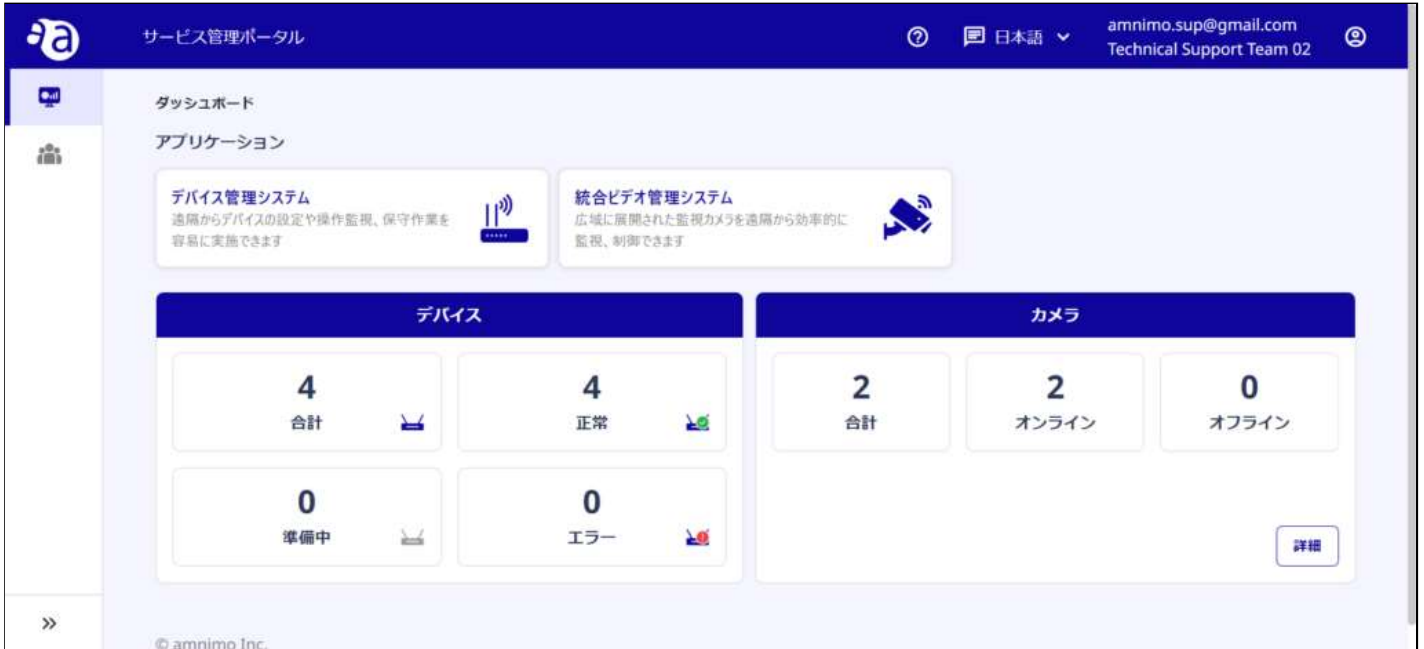 サービス管理ポータル
日本語
amnimo.sup@gmail.com
Technical Support Team 02
ダッシュボード
アプリケーション
デバイス管理システム
遠隔からデバイスの設定や操作監視、保守作業を
容易に実施できます
統合ビデオ管理システム
広域に展開された監視カメラを遠隔から効率的に
監視、制御できます
デバイス
4
合計
4
正常
0
準備中
0
エラー
カメラ
2
合計
2
オンライン
0
オフライン
詳細
© amnimo Inc.